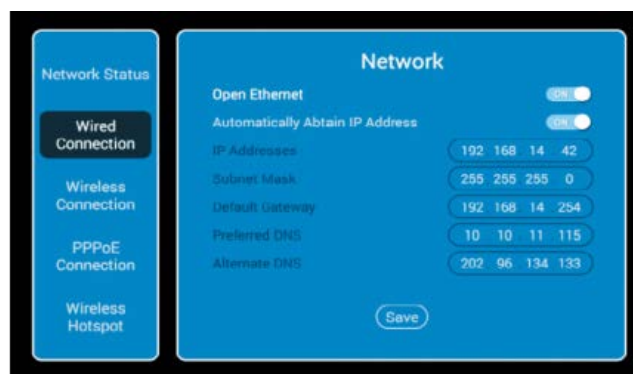 Network Status
Wired
Connection
Wireless
Connection
PPPoE
Connection
Wireless
Hotspot
Network
Open Ethernet ON
Automatically Abtain IP Address ON
IP Addresses 192 168 14 42
Subnet Mask 255 255 255 0
Default Gateway 192 168 14 254
Preferred DNS 10 10 11 115
Alternate DNS 202 96 134 133
Save